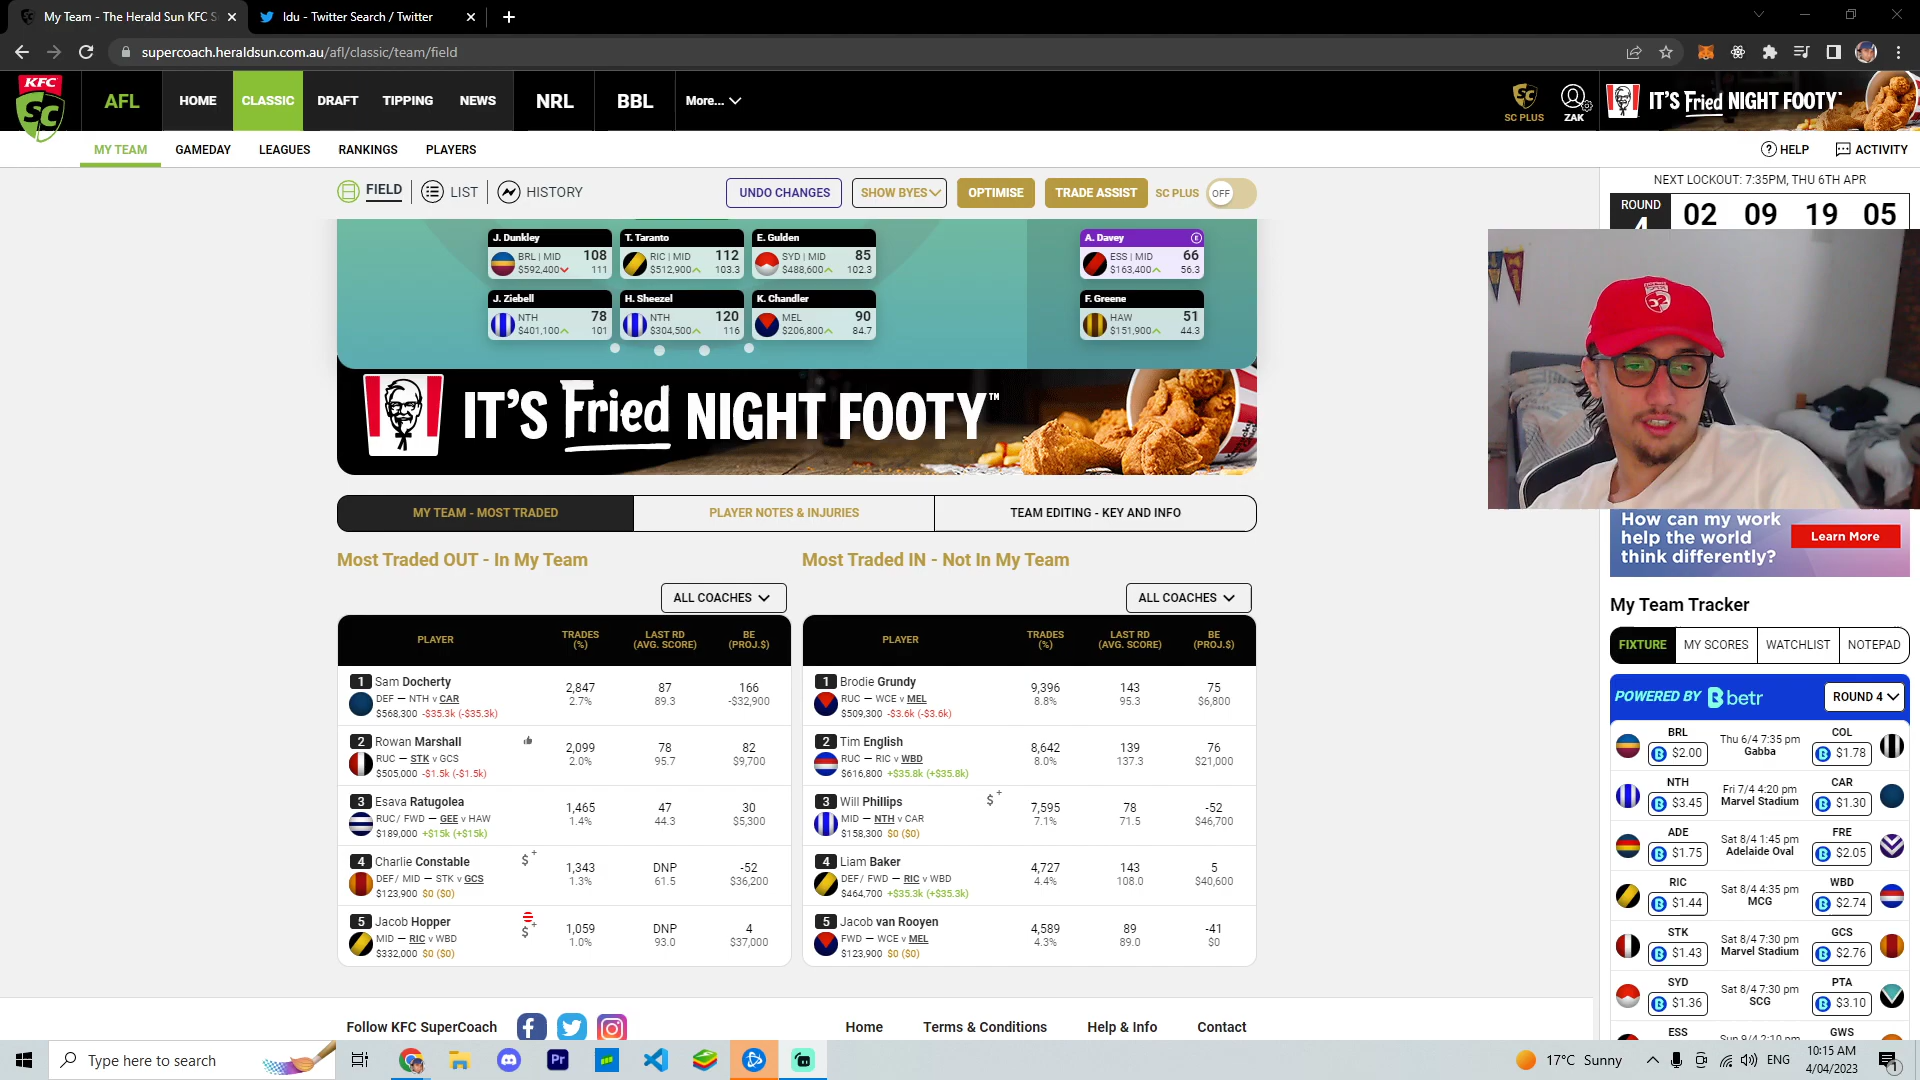 My Team - The Herald Sun KFC S
Idu - Twitter Search / Twitter
supercoach.heraldsun.com.au/afl/classic/team/field
KFC
SC
AFL
HOME
CLASSIC
DRAFT
TIPPING
NEWS
NRL
BBL
More...
SC PLUS
ZAK
IT'S Fried NIGHT FOOTY™
MY TEAM
GAMEDAY
LEAGUES
RANKINGS
PLAYERS
HELP
ACTIVITY
FIELD
LIST
HISTORY
UNDO CHANGES
SHOW BYES
OPTIMISE
TRADE ASSIST
SC PLUS
OFF
NEXT LOCKOUT: 7:35PM, THU 6TH APR
ROUND 4
02 09 19 05
J. Dunkley
BRL | MID 108
$592,400 111
T. Taranto
RIC | MID 112
$512,900 103.3
E. Gulden
SYD | MID 85
$488,600 102.3
A. Davey E
ESS | MID 66
$163,400 56.3
J. Ziebell
NTH 78
$401,100 101
H. Sheezel
NTH 120
$304,500 116
K. Chandler
MEL 90
$206,800 84.7
F. Greene
HAW 51
$151,900 44.3
IT'S Fried NIGHT FOOTY™
MY TEAM - MOST TRADED
PLAYER NOTES & INJURIES
TEAM EDITING - KEY AND INFO
Most Traded OUT - In My Team
ALL COACHES
PLAYER TRADES (%) LAST RD (AVG. SCORE) BE (PROJ.$)
1 Sam Docherty 2,847 87 166
DEF — NTH v CAR 2.7% 89.3 -$32,900
$568,300 -$35.3k (-$35.3k)
2 Rowan Marshall 2,099 78 82
RUC — STK v GCS 2.0% 95.7 $9,700
$505,000 -$1.5k (-$1.5k)
3 Esava Ratugolea 1,465 47 30
RUC/ FWD — GEE v HAW 1.4% 44.3 $5,300
$189,000 +$15k (+$15k)
4 Charlie Constable $+ 1,343 DNP -52
DEF/ MID — STK v GCS 1.3% 61.5 $36,200
$123,900 $0 ($0)
5 Jacob Hopper $+ 1,059 DNP 4
MID — RIC v WBD 1.0% 93.0 $37,000
$332,000 $0 ($0)
Most Traded IN - Not In My Team
ALL COACHES
PLAYER TRADES (%) LAST RD (AVG. SCORE) BE (PROJ.$)
1 Brodie Grundy 9,396 143 75
RUC — WCE v MEL 8.8% 95.3 $6,800
$509,300 -$3.6k (-$3.6k)
2 Tim English 8,642 139 76
RUC — RIC v WBD 8.0% 137.3 $21,000
$616,800 +$35.8k (+$35.8k)
3 Will Phillips $+ 7,595 78 -52
MID — NTH v CAR 7.1% 71.5 $46,700
$158,300 $0 ($0)
4 Liam Baker 4,727 143 5
DEF/ FWD — RIC v WBD 4.4% 108.0 $40,600
$464,700 +$35.3k (+$35.3k)
5 Jacob van Rooyen 4,589 89 -41
FWD — WCE v MEL 4.3% 89.0 $0
$123,900 $0 ($0)
How can my work
help the world
think differently?
Learn More
My Team Tracker
FIXTURE
MY SCORES
WATCHLIST
NOTEPAD
POWERED BY betr
ROUND 4
BRL Thu 6/4 7:35 pm COL
$2.00 Gabba $1.78
NTH Fri 7/4 4:20 pm CAR
$3.45 Marvel Stadium $1.30
ADE Sat 8/4 1:45 pm FRE
$1.75 Adelaide Oval $2.05
RIC Sat 8/4 4:35 pm WBD
$1.44 MCG $2.74
STK Sat 8/4 7:30 pm GCS
$1.43 Marvel Stadium $2.76
SYD Sat 8/4 7:30 pm PTA
$1.36 SCG $3.10
ESS Sun 9/4 2:10 pm GWS
Follow KFC SuperCoach
Home
Terms & Conditions
Help & Info
Contact
Type here to search
Pr
17°C Sunny
ENG
10:15 AM
4/04/2023
1